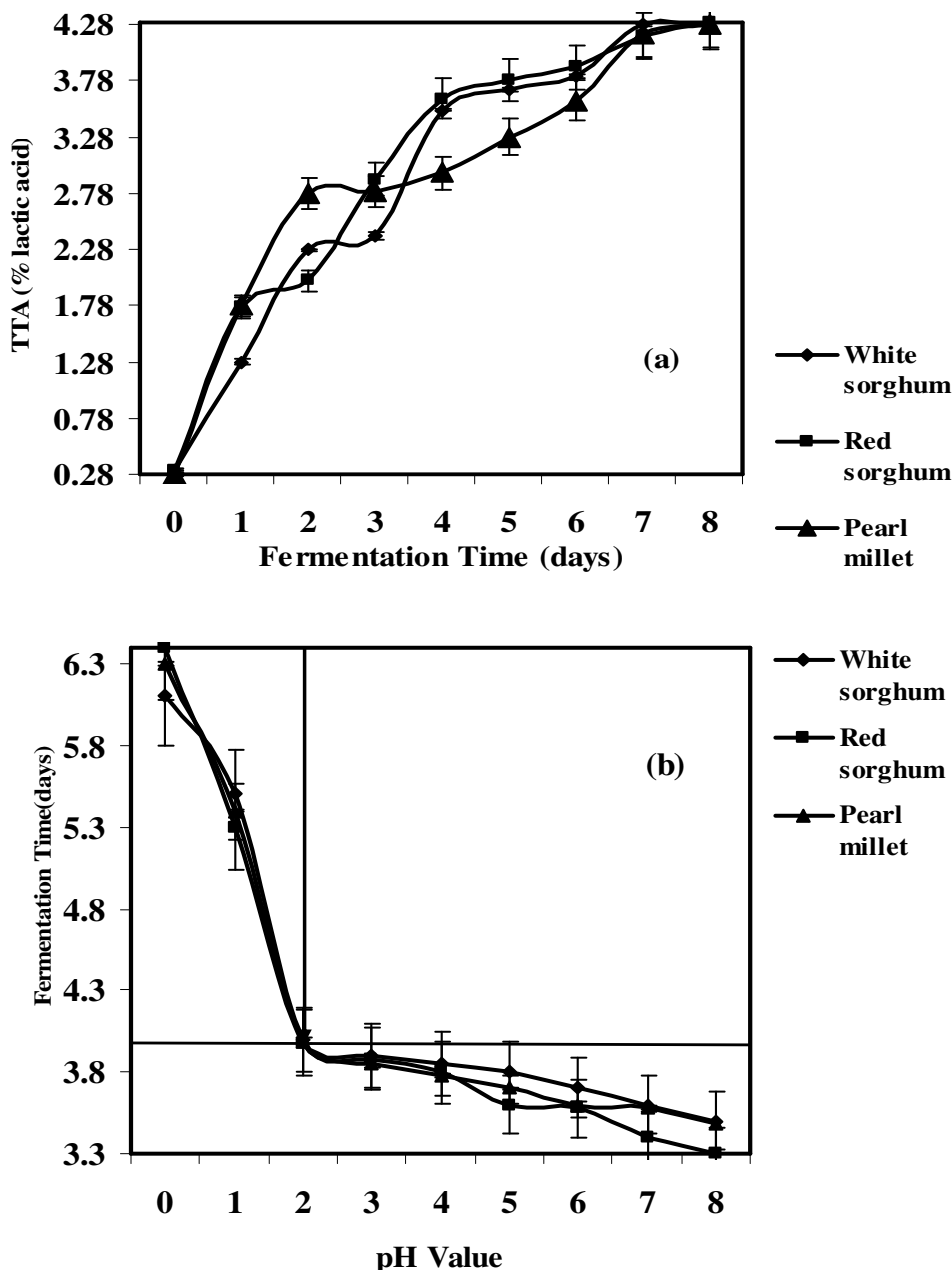 4.28
3.78
3.28
2.78
2.28
1.78
1.28
0.78
0.28
TTA (% lactic acid)
(a)
0 1 2 3 4 5 6 7 8
Fermentation Time (days)
White
sorghum
Red
sorghum
Pearl
millet
6.3
5.8
5.3
4.8
4.3
3.8
3.3
Fermentation Time(days)
(b)
0 1 2 3 4 5 6 7 8
pH Value
White
sorghum
Red
sorghum
Pearl
millet